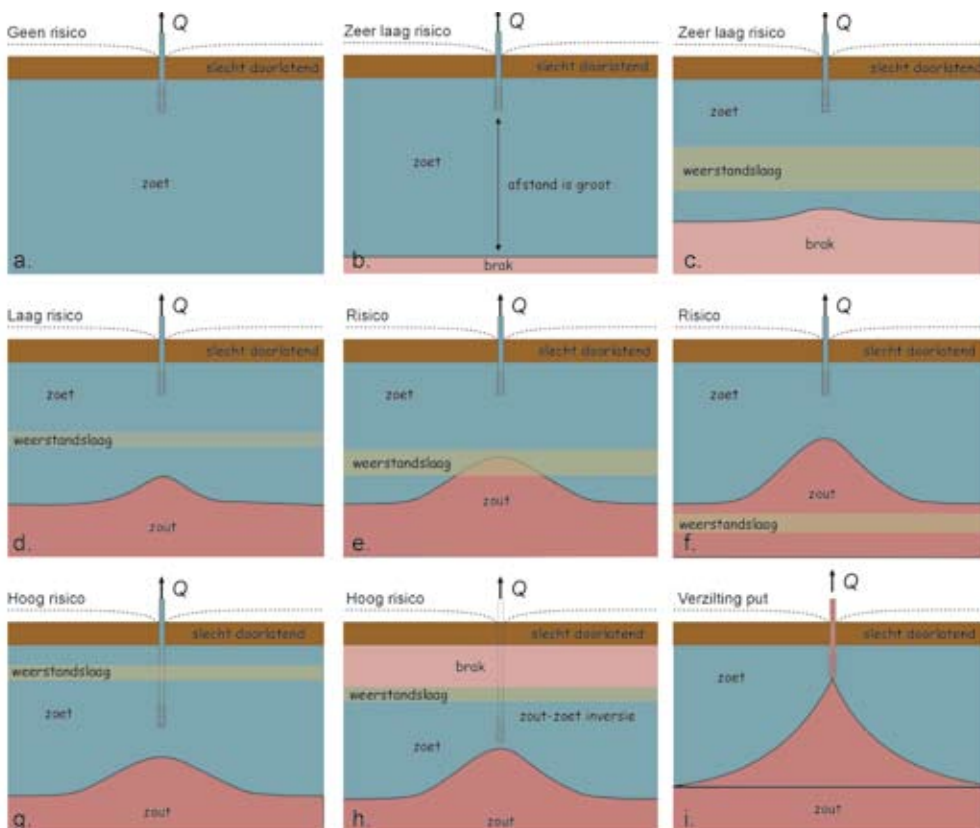 Geen risico
Q
slecht doorlatend
zoet
a.
Zeer laag risico
Q
slecht doorlatend
zoet
afstand is groot
brak
b.
Zeer laag risico
Q
slecht doorlatend
zoet
weerstandslaag
brak
c.
Laag risico
Q
slecht doorlatend
zoet
weerstandslaag
zout
d.
Risico
Q
slecht doorlatend
zoet
weerstandslaag
zout
e.
Risico
Q
slecht doorlatend
zoet
zout
weerstandslaag
f.
Hoog risico
Q
slecht doorlatend
weerstandslaag
zoet
zout
g.
Hoog risico
Q
slecht doorlatend
brak
weerstandslaag
zout-zoet inversie
zoet
zout
h.
Verzilting put
Q
slecht doorlatend
zoet
zout
i.